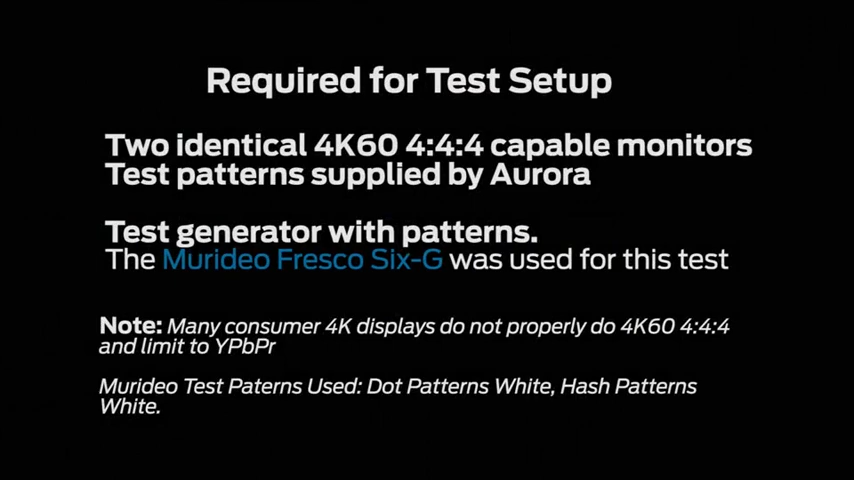 Required for Test Setup
Two identical 4K60 4:4:4 capable monitors
Test patterns supplied by Aurora
Test generator with patterns.
The Murideo Fresco Six-G was used for this test
Note: Many consumer 4K displays do not properly do 4K60 4:4:4
and limit to YPbPr
Murideo Test Paterns Used: Dot Patterns White, Hash Patterns
White.